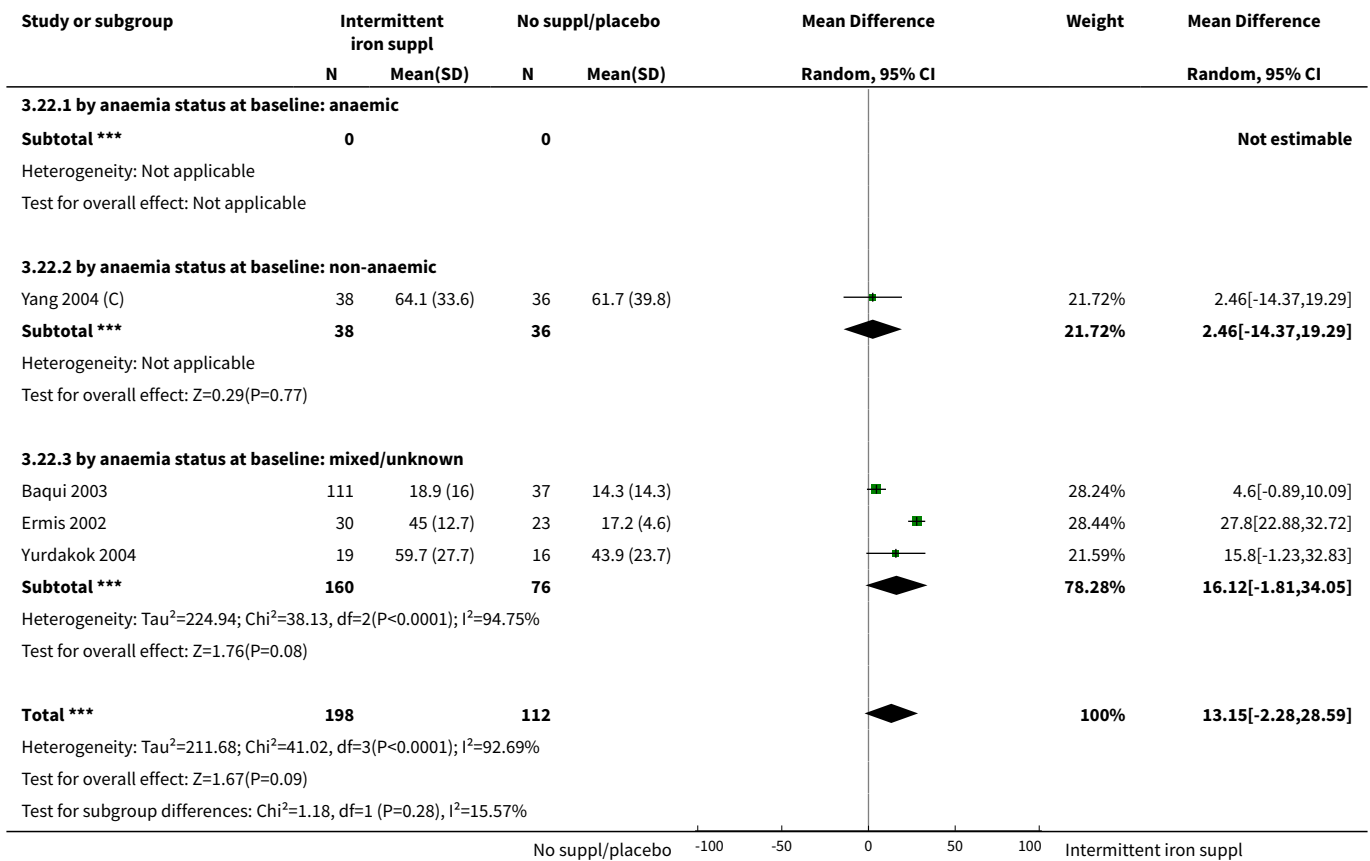 Study or subgroup Intermittent iron suppl No suppl/placebo Mean Difference Weight Mean Difference
N Mean(SD) N Mean(SD) Random, 95% CI Random, 95% CI
3.22.1 by anaemia status at baseline: anaemic
Subtotal *** 0 0 Not estimable
Heterogeneity: Not applicable
Test for overall effect: Not applicable
3.22.2 by anaemia status at baseline: non-anaemic
Yang 2004 (C) 38 64.1 (33.6) 36 61.7 (39.8) 21.72% 2.46[-14.37,19.29]
Subtotal *** 38 36 21.72% 2.46[-14.37,19.29]
Heterogeneity: Not applicable
Test for overall effect: Z=0.29(P=0.77)
3.22.3 by anaemia status at baseline: mixed/unknown
Baqui 2003 111 18.9 (16) 37 14.3 (14.3) 28.24% 4.6[-0.89,10.09]
Ermis 2002 30 45 (12.7) 23 17.2 (4.6) 28.44% 27.8[22.88,32.72]
Yurdakok 2004 19 59.7 (27.7) 16 43.9 (23.7) 21.59% 15.8[-1.23,32.83]
Subtotal *** 160 76 78.28% 16.12[-1.81,34.05]
Heterogeneity: Tau²=224.94; Chi²=38.13, df=2(P<0.0001); I²=94.75%
Test for overall effect: Z=1.76(P=0.08)
Total *** 198 112 100% 13.15[-2.28,28.59]
Heterogeneity: Tau²=211.68; Chi²=41.02, df=3(P<0.0001); I²=92.69%
Test for overall effect: Z=1.67(P=0.09)
Test for subgroup differences: Chi²=1.18, df=1 (P=0.28), I²=15.57%
No suppl/placebo -100 -50 0 50 100 Intermittent iron suppl